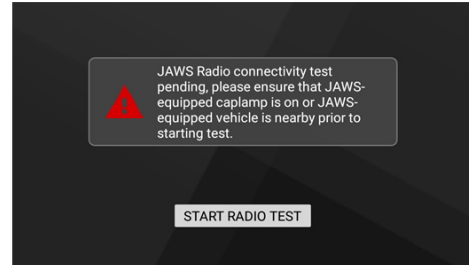 JAWS Radio connectivity test
pending, please ensure that JAWS-
equipped caplamp is on or JAWS-
equipped vehicle is nearby prior to
starting test.
START RADIO TEST